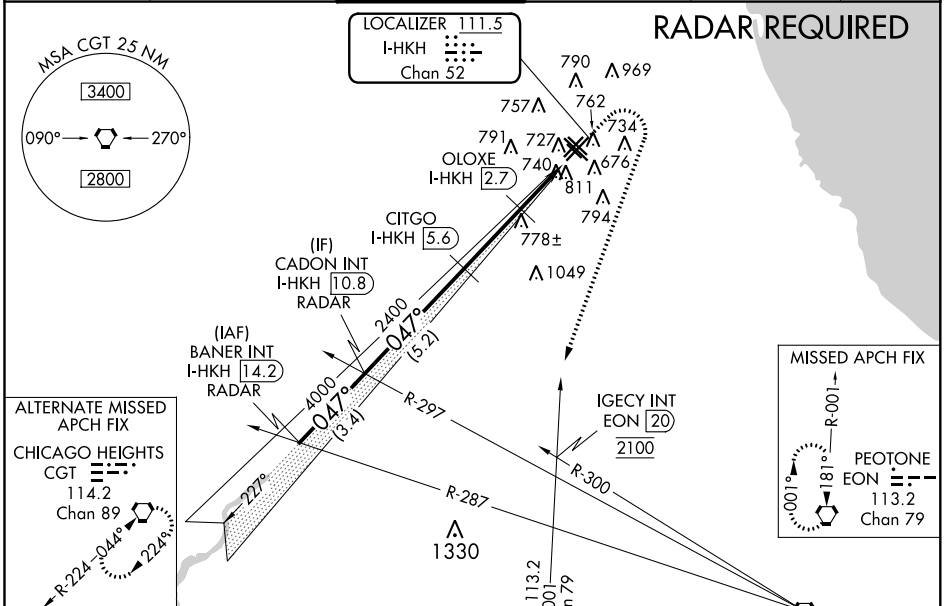 RADAR REQUIRED
LOCALIZER 111.5
I-HKH
Chan 52
MSA CGT 25 NM
3400
090°
270°
2800
790
969
757
762
734
791
727
740
676
811
794
778±
1049
OLOXE
I-HKH 2.7
CITGO
I-HKH 5.6
(IF)
CADON INT
I-HKH 10.8
RADAR
2400
047°
(5.2)
(IAF)
BANER INT
I-HKH 14.2
RADAR
4000
047°
(3.4)
R-297
227°
R-287
R-300
1330
IGECY INT
EON 20
2100
MISSED APCH FIX
R-001
001°
181°
PEOTONE
EON
113.2
Chan 79
ALTERNATE MISSED
APCH FIX
CHICAGO HEIGHTS
CGT
114.2
Chan 89
R-224
044°
224°
113.2